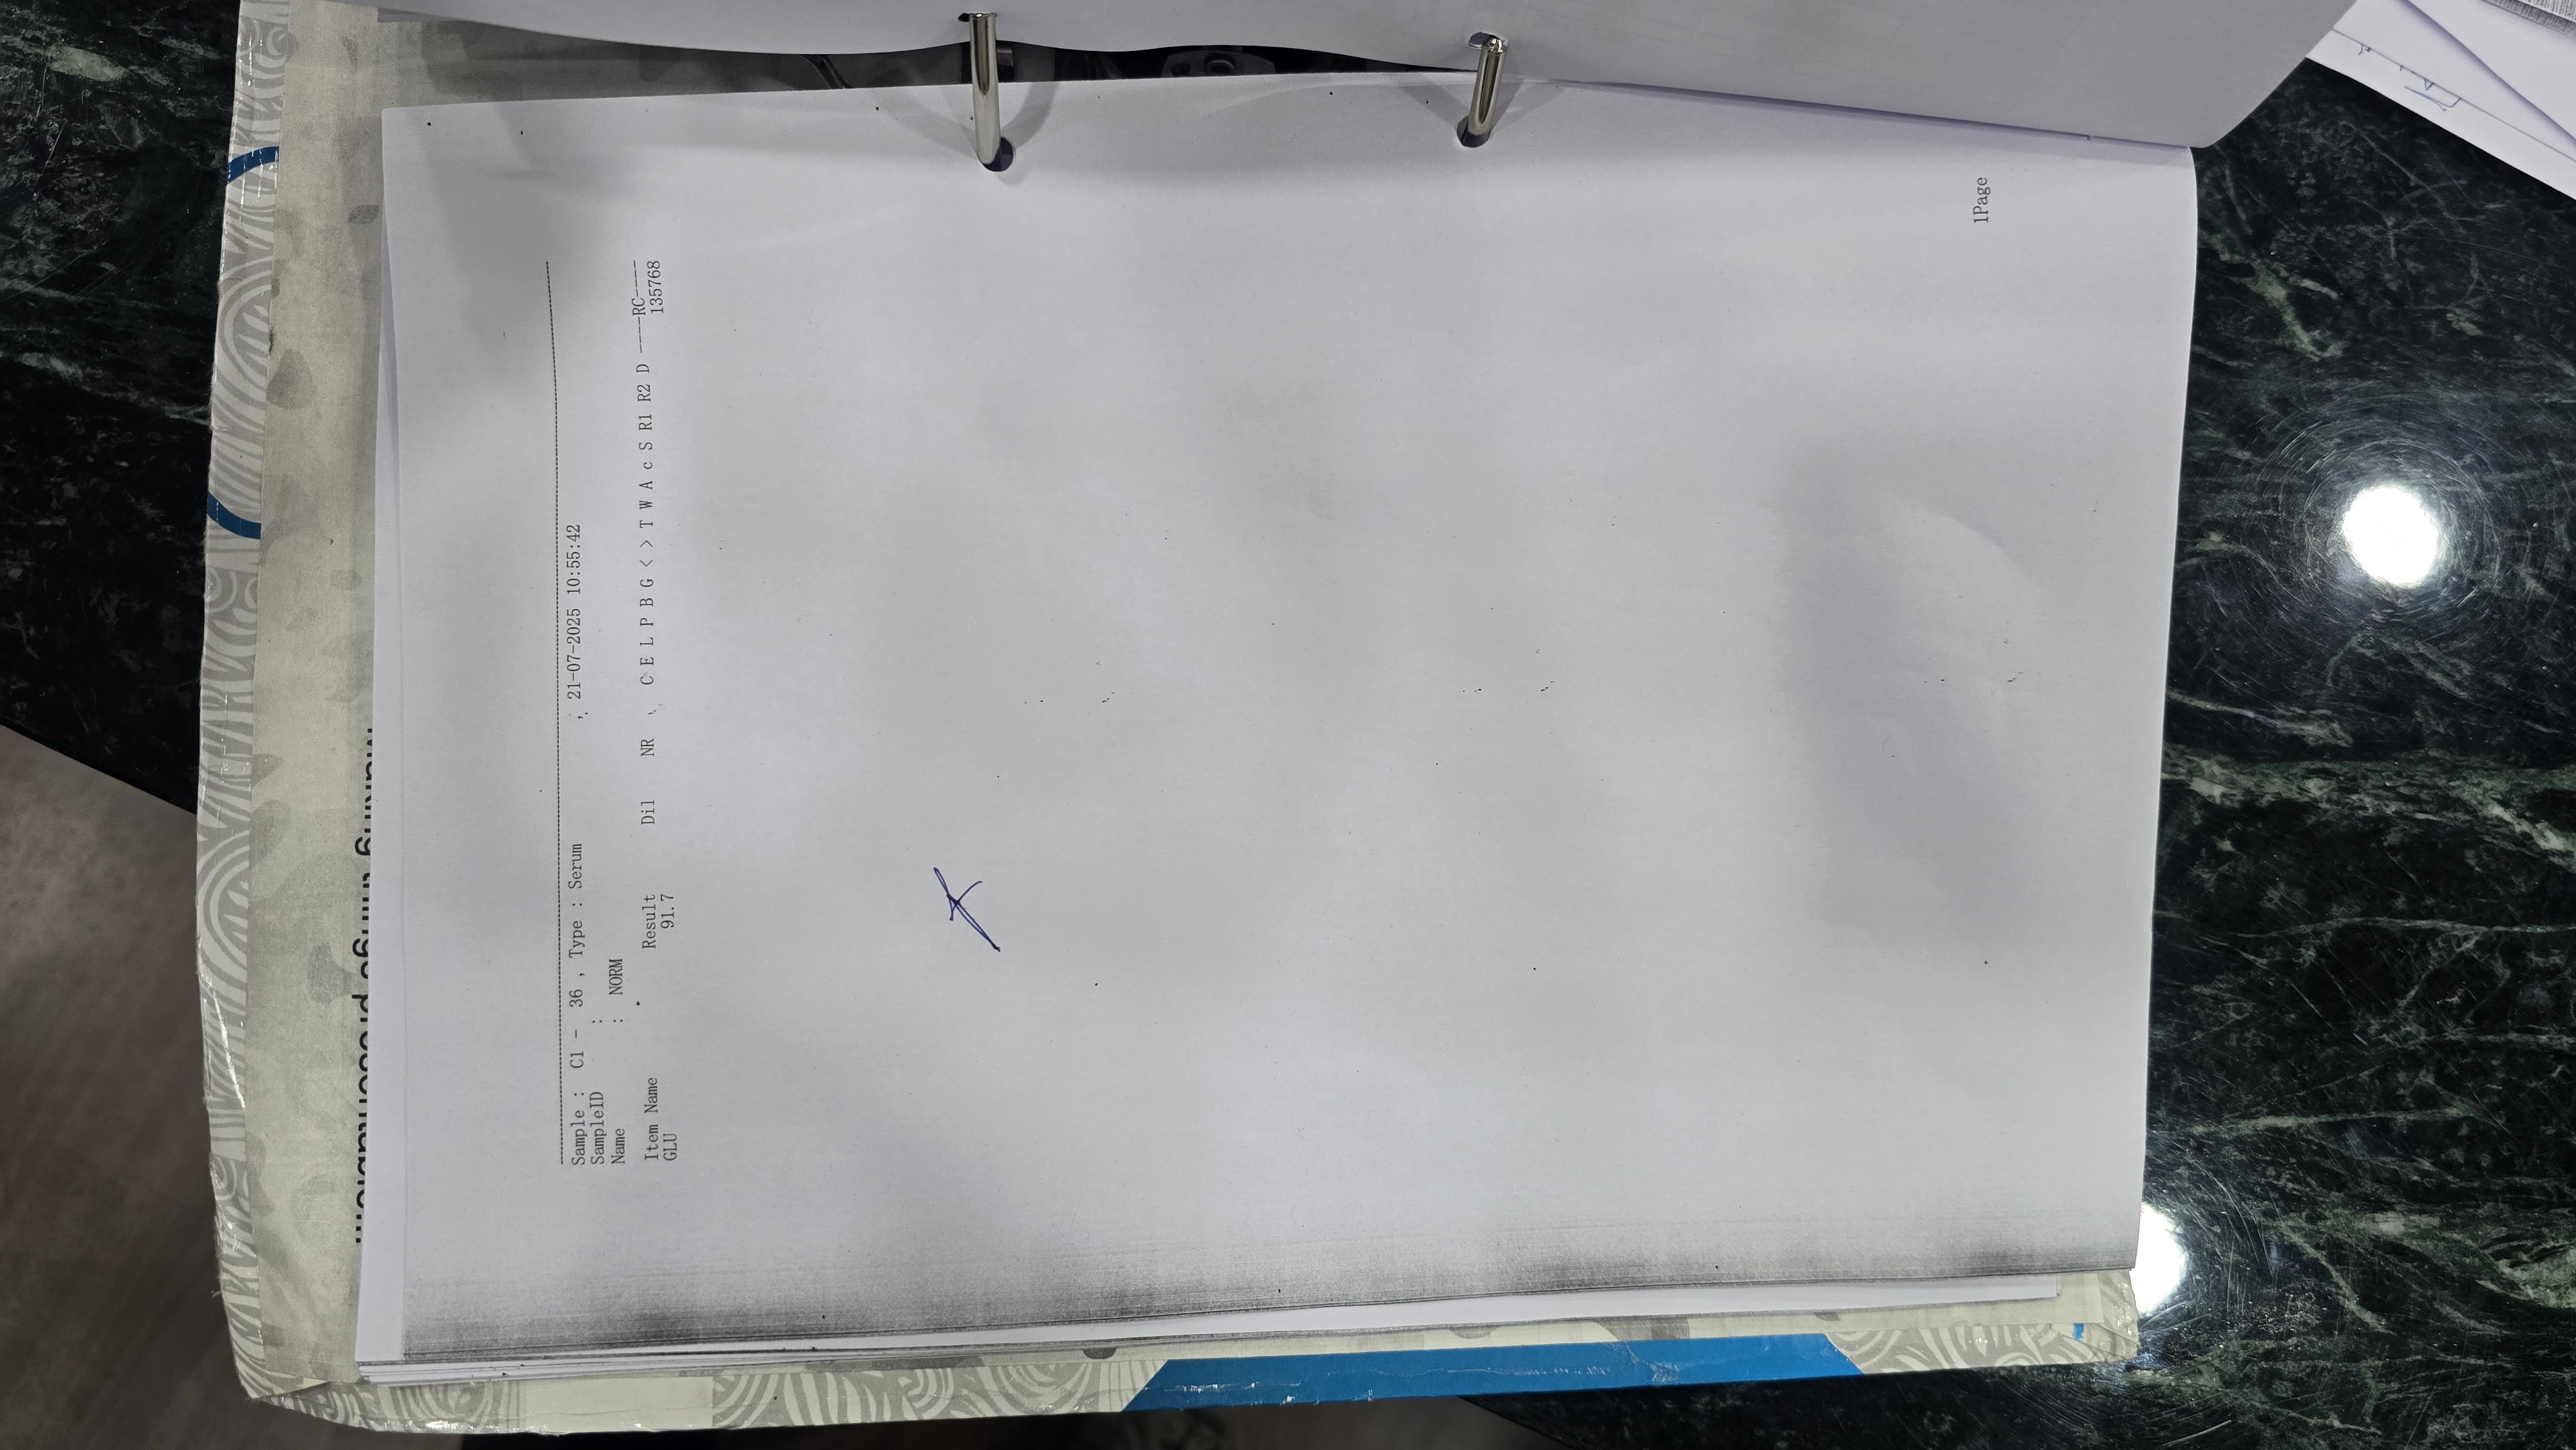 Sample : C1 - 36 , Type : Serum , 21-07-2025 10:55:42
SampleID :
Name : NORM
Item Name Result Dil NR C E L P B G < > T W A c S R1 R2 D -----RC-----
GLU 91.7 135768
1Page